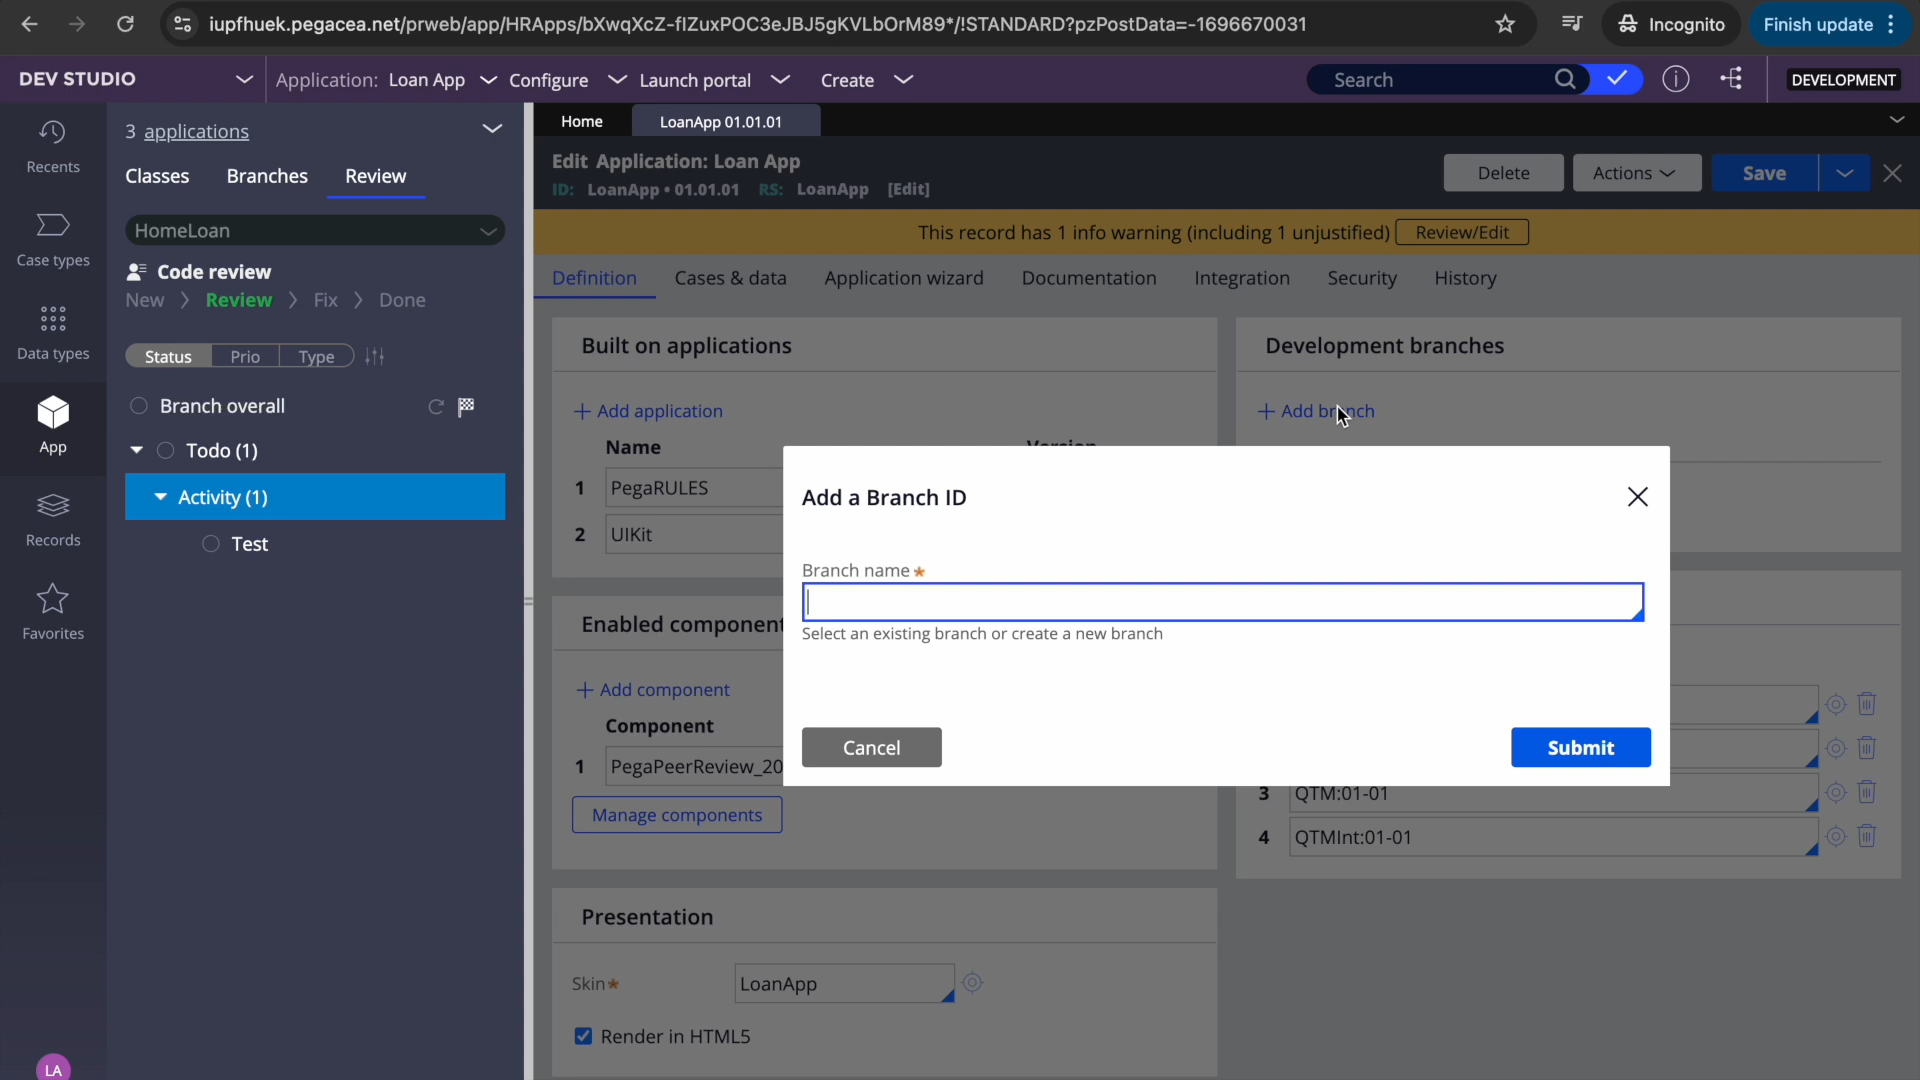 iupfhuek.pegacea.net/prweb/app/HRApps/bXwqXcZ-flZuxPOC3eJBJ5gKVLbOrM89*/!STANDARD?pzPostData=-1696670031
Incognito
Finish update
DEV STUDIO
Application: Loan App
Configure
Launch portal
Create
Search
DEVELOPMENT
Recents
Case types
Data types
App
Records
Favorites
LA
3 applications
Classes
Branches
Review
HomeLoan
Code review
New > Review > Fix > Done
Status
Prio
Type
Branch overall
Todo (1)
Activity (1)
Test
Home
LoanApp 01.01.01
Edit Application: Loan App
ID: LoanApp • 01.01.01 RS: LoanApp [Edit]
Delete
Actions
Save
This record has 1 info warning (including 1 unjustified)
Review/Edit
Definition
Cases & data
Application wizard
Documentation
Integration
Security
History
Built on applications
+ Add application
Name
Version
1 PegaRULES
2 UIKit
Development branches
+ Add branch
Add a Branch ID
Branch name *
Select an existing branch or create a new branch
Cancel
Submit
Enabled component
+ Add component
Component
1 PegaPeerReview_20
Manage components
3 QTM:01-01
4 QTMInt:01-01
Presentation
Skin*
LoanApp
Render in HTML5